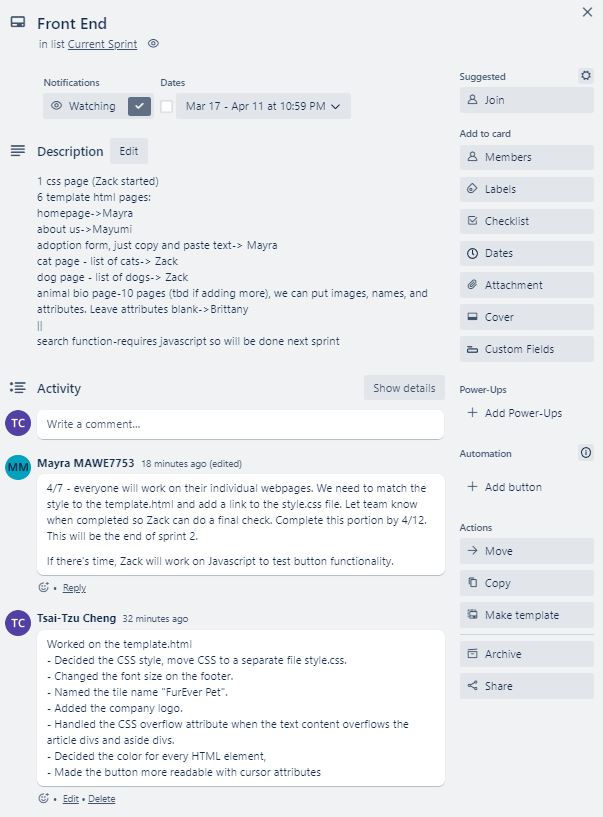 Front End
in list Current Sprint
Notifications
Dates
Watching
Mar 17 - Apr 11 at 10:59 PM
Description
Edit
1 css page (Zack started)
6 template html pages:
homepage->Mayra
about us->Mayumi
adoption form, just copy and paste text-> Mayra
cat page - list of cats-> Zack
dog page - list of dogs-> Zack
animal bio page-10 pages (tbd if adding more), we can put images, names, and
attributes. Leave attributes blank->Brittany
||
search function-requires javascript so will be done next sprint
Activity
Show details
TC
Write a comment...
MM
Mayra MAWE7753 18 minutes ago (edited)
4/7 - everyone will work on their individual webpages. We need to match the
style to the template.html and add a link to the style.css file. Let team know
when completed so Zack can do a final check. Complete this portion by 4/12.
This will be the end of sprint 2.
If there's time, Zack will work on Javascript to test button functionality.
• Reply
TC
Tsai-Tzu Cheng 32 minutes ago
Worked on the template.html
- Decided the CSS style, move CSS to a separate file style.css.
- Changed the font size on the footer.
- Named the tile name "FurEver Pet".
- Added the company logo.
- Handled the CSS overflow attribute when the text content overflows the
article divs and aside divs.
- Decided the color for every HTML element,
- Made the button more readable with cursor attributes
• Edit • Delete
Suggested
Join
Add to card
Members
Labels
Checklist
Dates
Attachment
Cover
Custom Fields
Power-Ups
+ Add Power-Ups
Automation
+ Add button
Actions
Move
Copy
Make template
Archive
Share